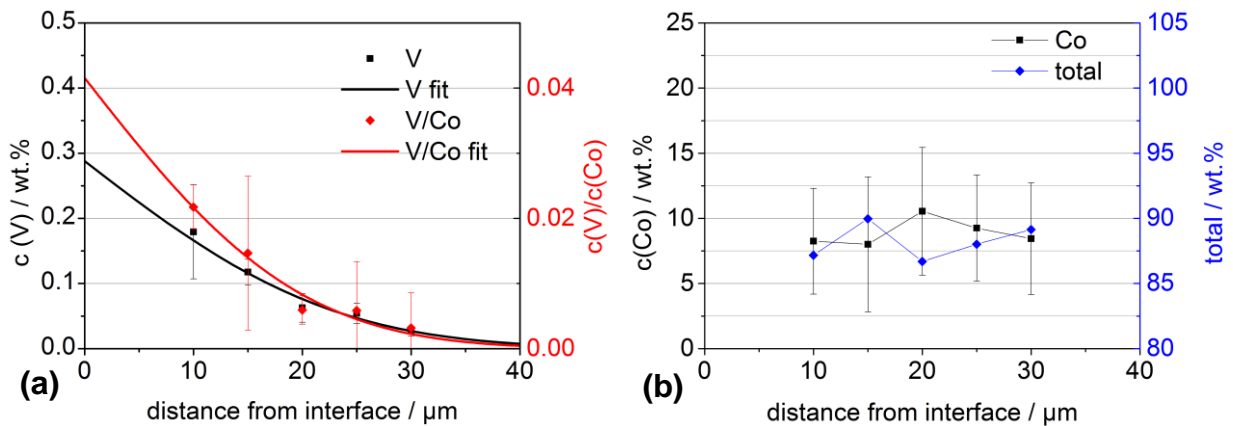 0.5
0.4
0.3
0.2
0.1
0.0
c (V) / wt.%
V
V fit
V/Co
V/Co fit
0.04
0.02
0.00
c(V)/c(Co)
0 10 20 30 40
distance from interface / µm
(a)
25
20
15
10
5
0
c(Co) / wt.%
Co
total
105
100
95
90
85
80
total / wt.%
0 10 20 30 40
distance from interface / µm
(b)